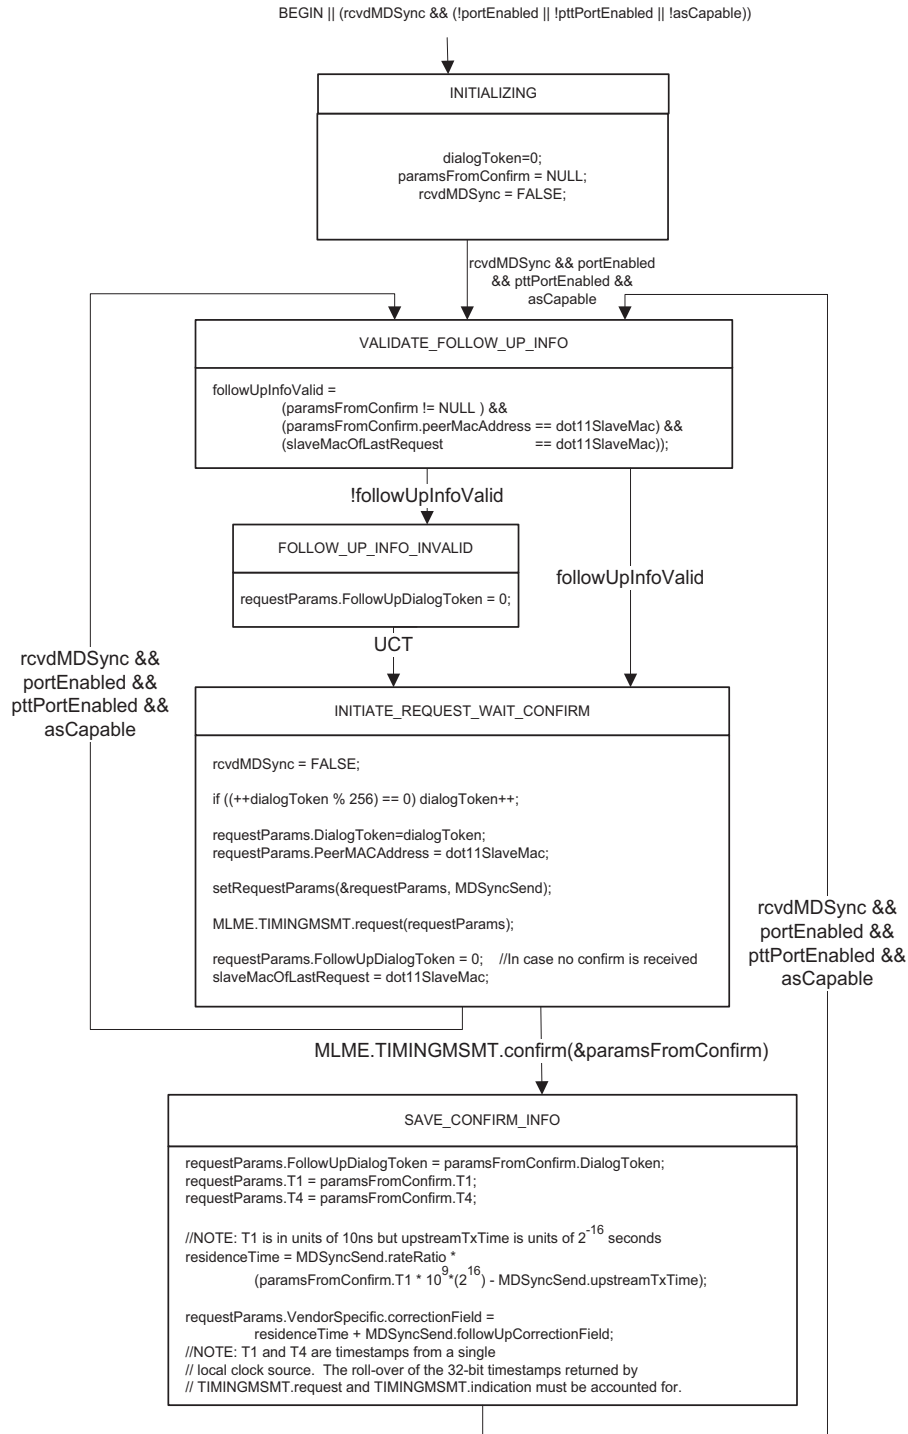 BEGIN || (rcvdMDSync && (!portEnabled || !pttPortEnabled || !asCapable))
INITIALIZING
dialogToken=0;
paramsFromConfirm = NULL;
rcvdMDSync = FALSE;
rcvdMDSync && portEnabled
&& pttPortEnabled &&
asCapable
VALIDATE_FOLLOW_UP_INFO
followUpInfoValid =
(paramsFromConfirm != NULL ) &&
(paramsFromConfirm.peerMacAddress == dot11SlaveMac) &&
(slaveMacOfLastRequest == dot11SlaveMac));
!followUpInfoValid
FOLLOW_UP_INFO_INVALID
requestParams.FollowUpDialogToken = 0;
followUpInfoValid
UCT
rcvdMDSync &&
portEnabled &&
pttPortEnabled &&
asCapable
INITIATE_REQUEST_WAIT_CONFIRM
rcvdMDSync = FALSE;
if ((++dialogToken % 256) == 0) dialogToken++;
requestParams.DialogToken=dialogToken;
requestParams.PeerMACAddress = dot11SlaveMac;
setRequestParams(&requestParams, MDSyncSend);
MLME.TIMINGMSMT.request(requestParams);
requestParams.FollowUpDialogToken = 0; //In case no confirm is received
slaveMacOfLastRequest = dot11SlaveMac;
rcvdMDSync &&
portEnabled &&
pttPortEnabled &&
asCapable
MLME.TIMINGMSMT.confirm(&paramsFromConfirm)
SAVE_CONFIRM_INFO
requestParams.FollowUpDialogToken = paramsFromConfirm.DialogToken;
requestParams.T1 = paramsFromConfirm.T1;
requestParams.T4 = paramsFromConfirm.T4;
//NOTE: T1 is in units of 10ns but upstreamTxTime is units of 2^-16 seconds
residenceTime = MDSyncSend.rateRatio *
(paramsFromConfirm.T1 * 10^9*(2^16) - MDSyncSend.upstreamTxTime);
requestParams.VendorSpecific.correctionField =
residenceTime + MDSyncSend.followUpCorrectionField;
//NOTE: T1 and T4 are timestamps from a single
// local clock source. The roll-over of the 32-bit timestamps returned by
// TIMINGMSMT.request and TIMINGMSMT.indication must be accounted for.